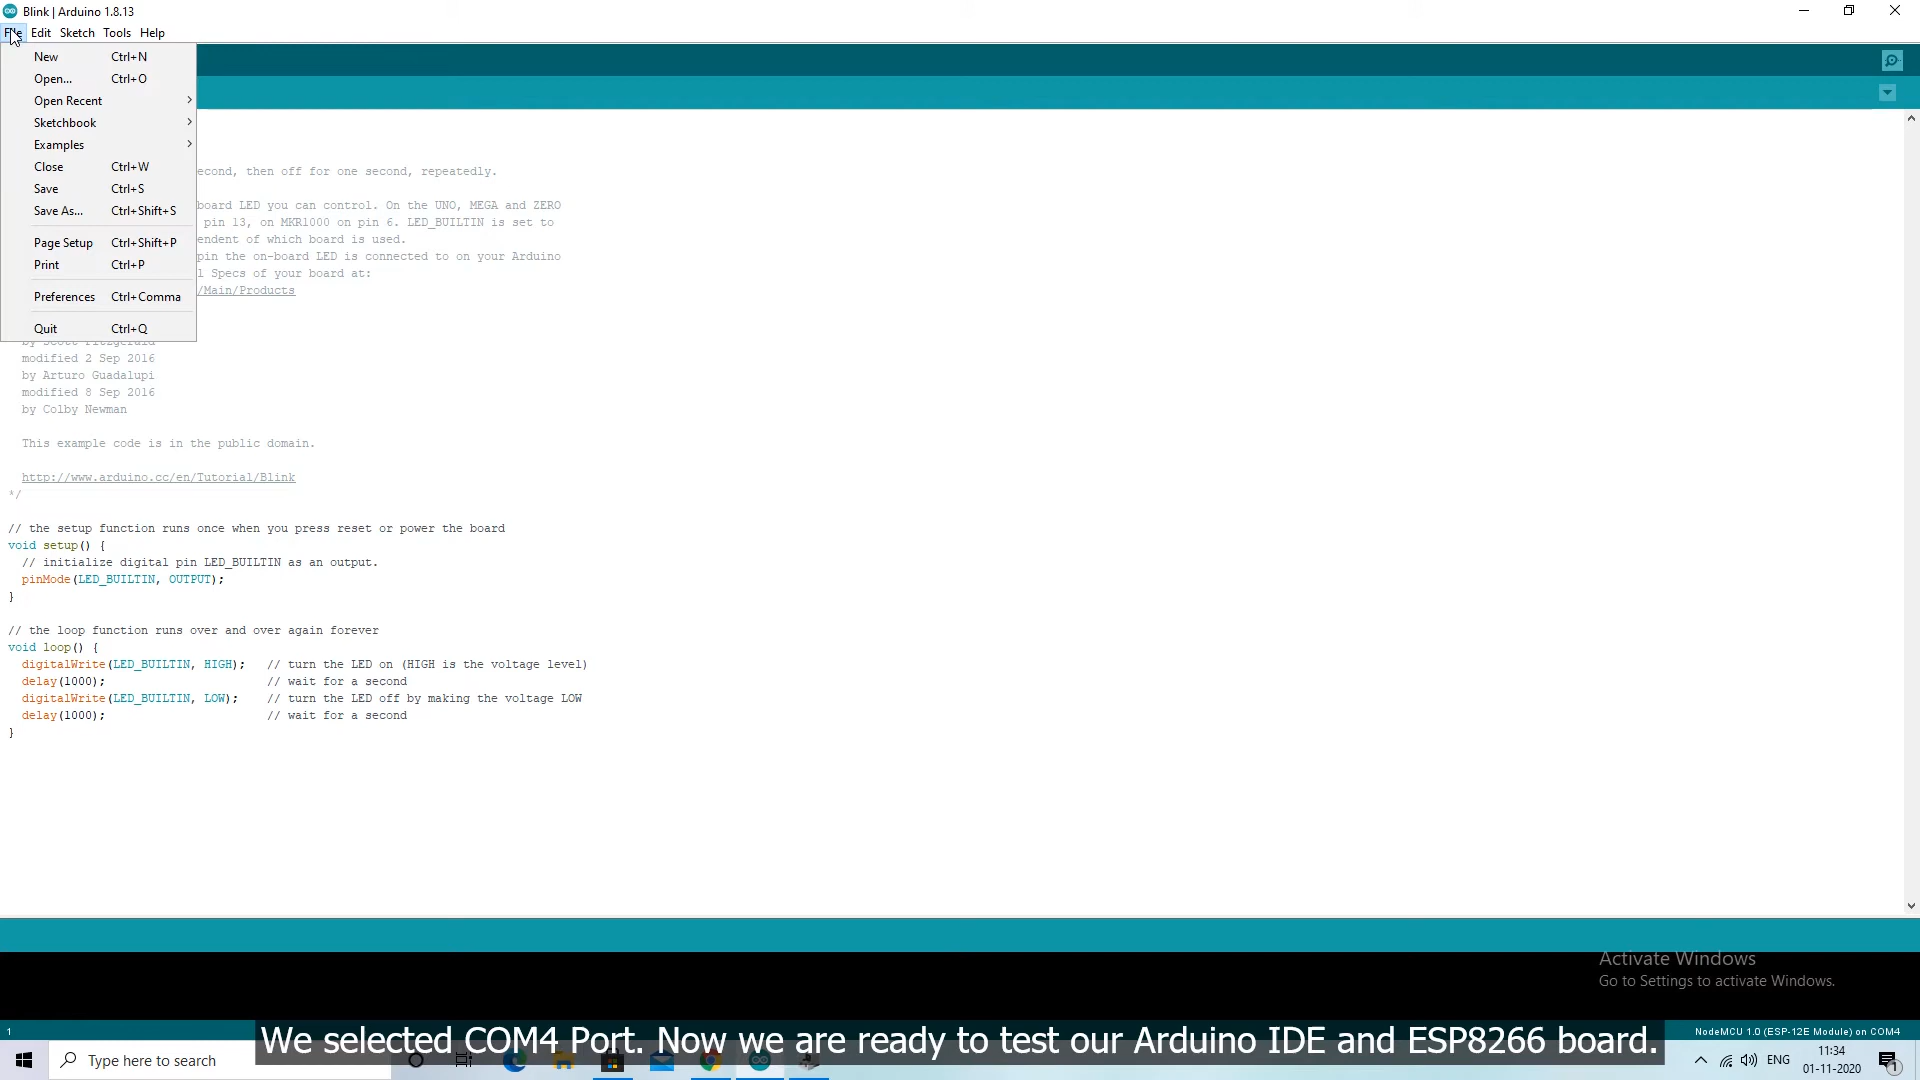 Blink | Arduino 1.8.13
File Edit Sketch Tools Help
New Ctrl+N
Open... Ctrl+O
Open Recent
Sketchbook
Examples
Close Ctrl+W
Save Ctrl+S
Save As... Ctrl+Shift+S
Page Setup Ctrl+Shift+P
Print Ctrl+P
Preferences Ctrl+Comma
Quit Ctrl+Q
econd, then off for one second, repeatedly.
board LED you can control. On the UNO, MEGA and ZERO
pin 13, on MKR1000 on pin 6. LED_BUILTIN is set to
endent of which board is used.
pin the on-board LED is connected to on your Arduino
l Specs of your board at:
/Main/Products
by Scott Fitzgerald
modified 2 Sep 2016
by Arturo Guadalupi
modified 8 Sep 2016
by Colby Newman
This example code is in the public domain.
http://www.arduino.cc/en/Tutorial/Blink
*/
// the setup function runs once when you press reset or power the board
void setup() {
// initialize digital pin LED_BUILTIN as an output.
pinMode(LED_BUILTIN, OUTPUT);
}
// the loop function runs over and over again forever
void loop() {
digitalWrite(LED_BUILTIN, HIGH); // turn the LED on (HIGH is the voltage level)
delay(1000); // wait for a second
digitalWrite(LED_BUILTIN, LOW); // turn the LED off by making the voltage LOW
delay(1000); // wait for a second
}
Activate Windows
Go to Settings to activate Windows.
1
NodeMCU 1.0 (ESP-12E Module) on COM4
We selected COM4 Port. Now we are ready to test our Arduino IDE and ESP8266 board.
Type here to search
ENG
11:34
01-11-2020
1